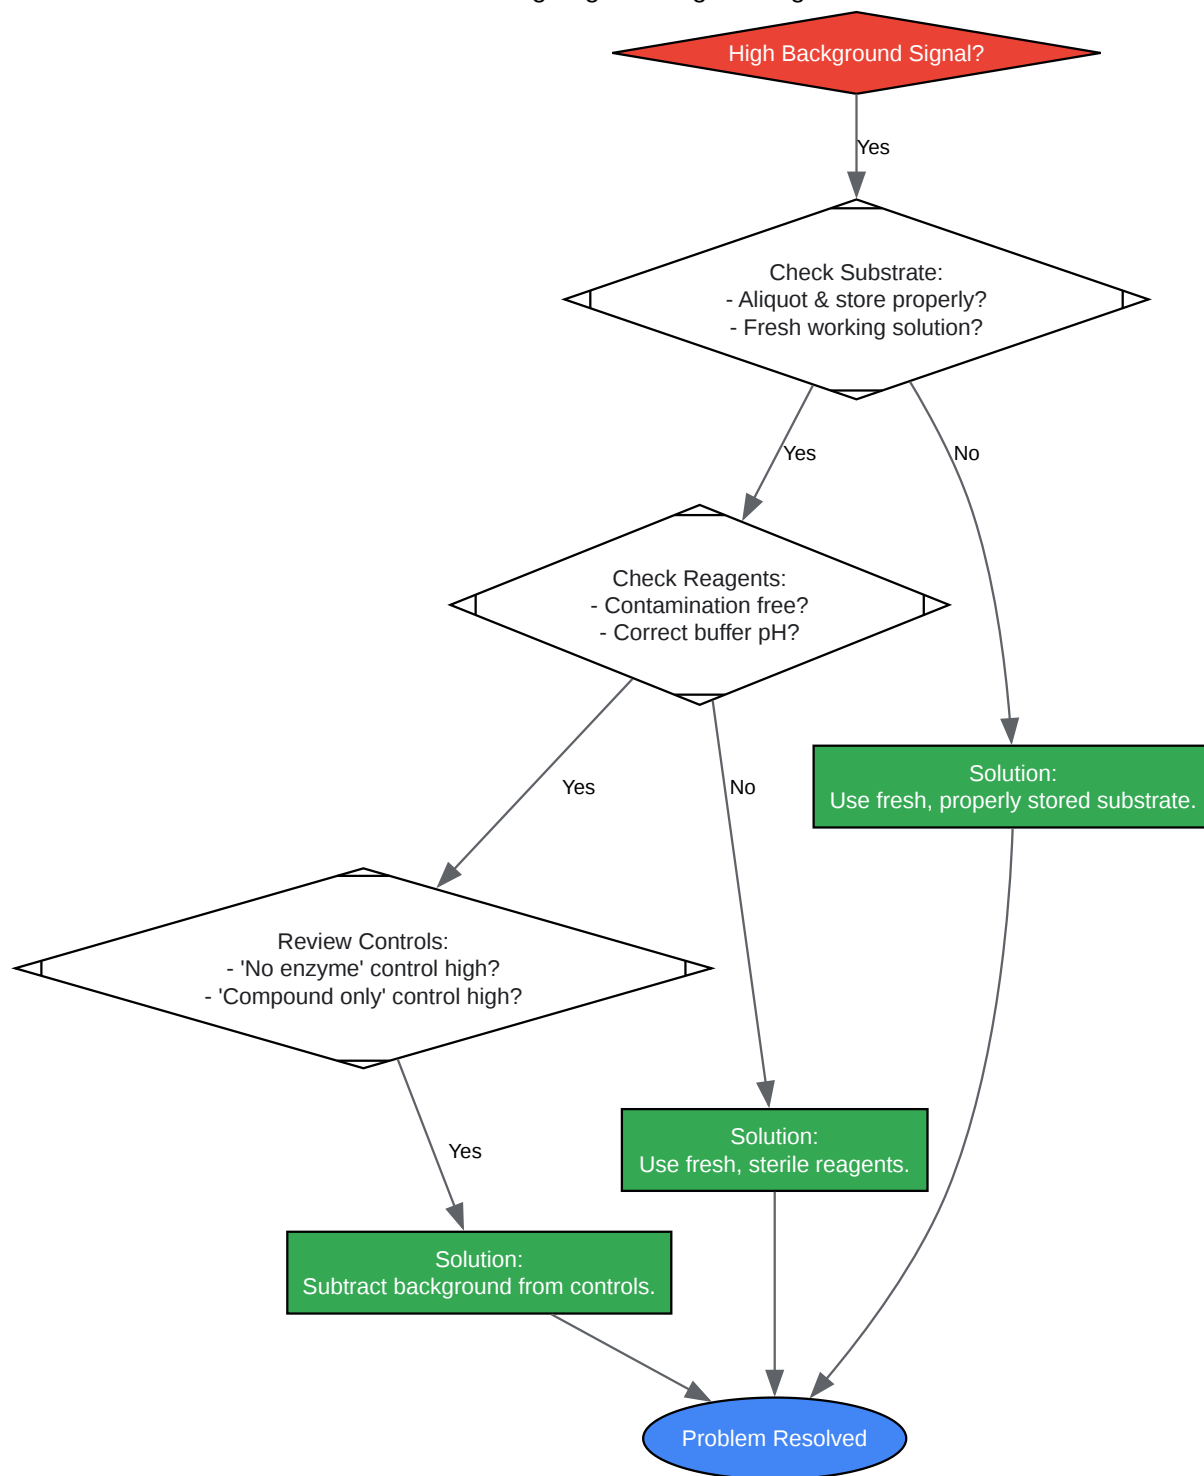 High Background Signal?
Yes
Check Substrate:
- Aliquot & store properly?
- Fresh working solution?
Yes
No
Check Reagents:
- Contamination free?
- Correct buffer pH?
Solution:
Use fresh, properly stored substrate.
Yes
No
Review Controls:
- 'No enzyme' control high?
- 'Compound only' control high?
Solution:
Use fresh, sterile reagents.
Yes
Solution:
Subtract background from controls.
Problem Resolved